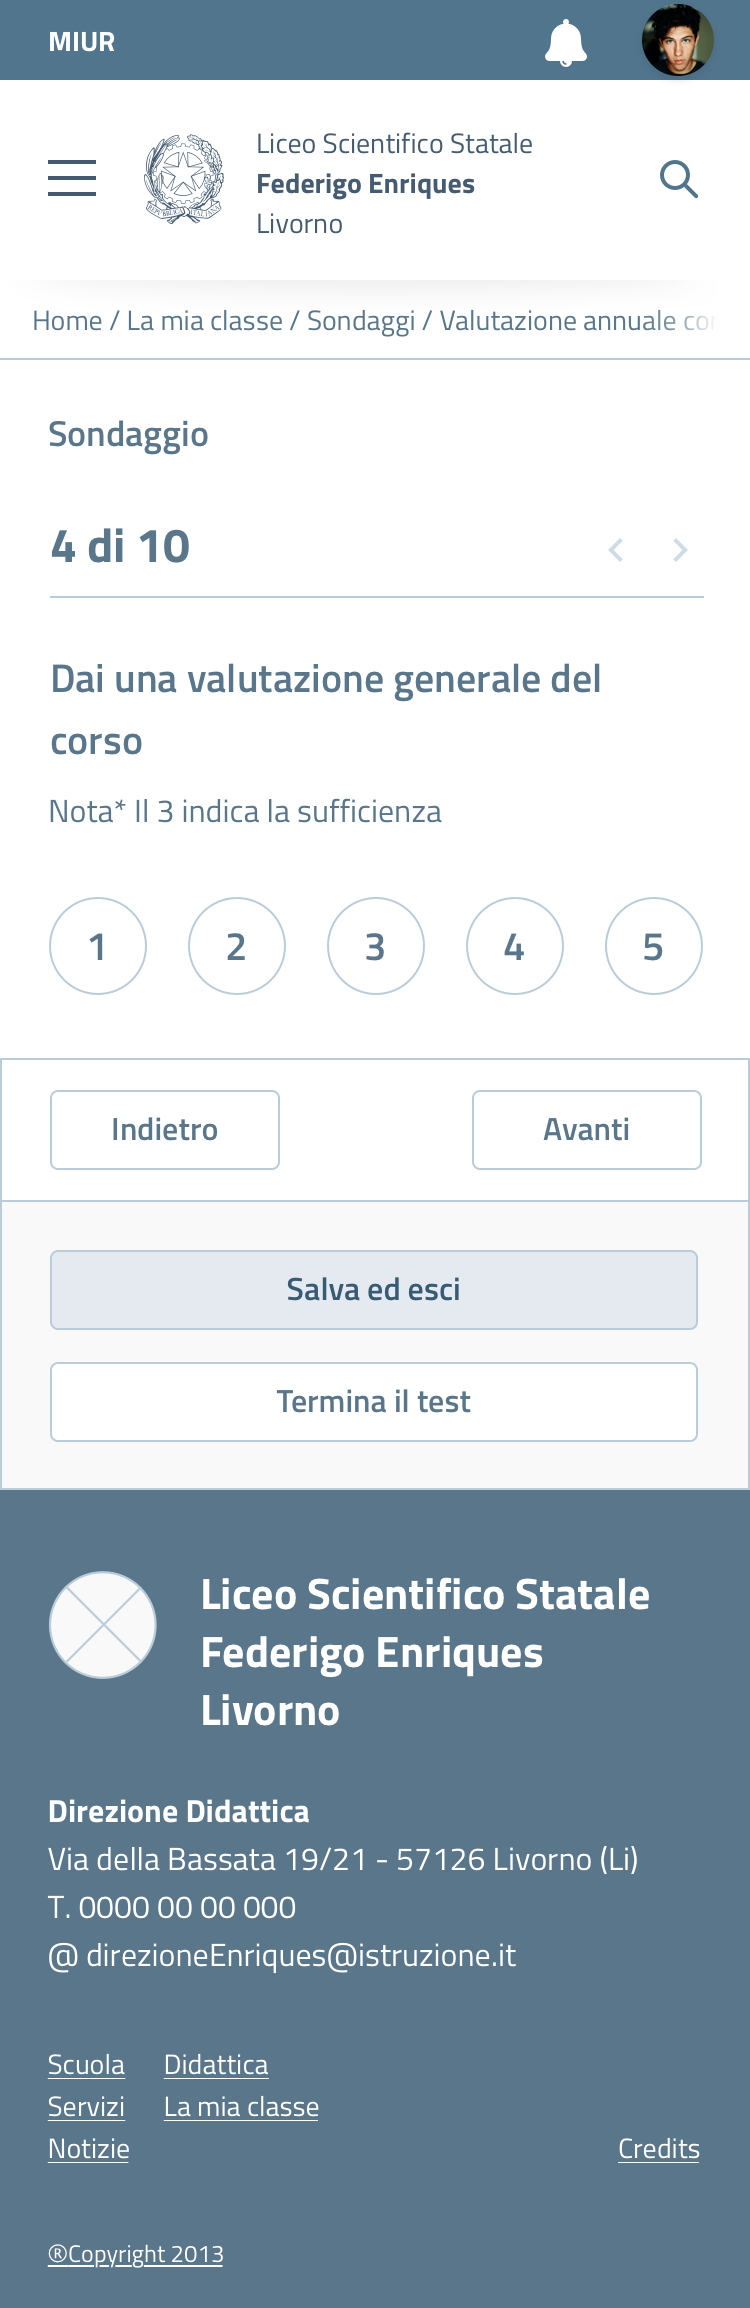 MIUR
Liceo Scientifico Statale
Federigo Enriques
Livorno
REPVBBLICA ITALIANA
Home / La mia classe / Sondaggi / Valutazione annuale
Sondaggio
4 di 10
Dai una valutazione generale del
corso
Nota* Il 3 indica la sufficienza
1 2 3 4 5
Indietro Avanti
Salva ed esci
Termina il test
Liceo Scientifico Statale
Federigo Enriques
Livorno
Direzione Didattica
Via della Bassata 19/21 - 57126 Livorno (Li)
T. 0000 00 00 000
@ direzioneEnriques@istruzione.it
Scuola Didattica
Servizi La mia classe
Notizie Credits
®Copyright 2013